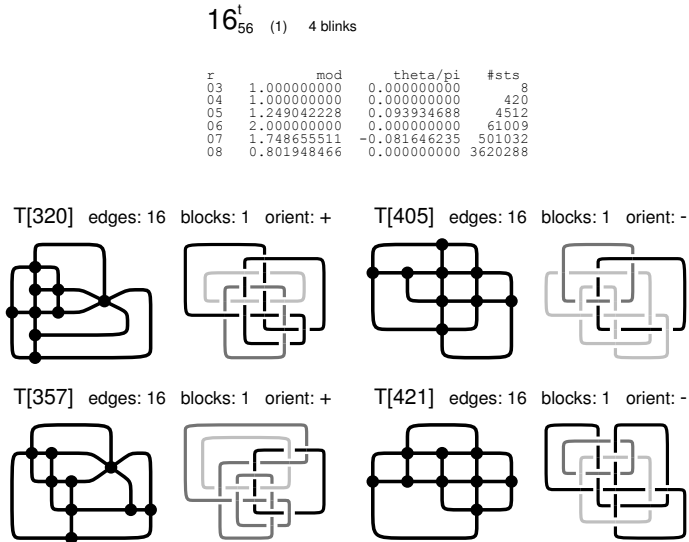 16 t 56 (1) 4 blinks
r mod theta/pi #sts
03 1.000000000 0.000000000 8
04 1.000000000 0.000000000 420
05 1.249042228 0.093934688 4512
06 2.000000000 0.000000000 61009
07 1.748655511 -0.081646235 501032
08 0.801948466 0.000000000 3620288
T[320] edges: 16 blocks: 1 orient: +
T[405] edges: 16 blocks: 1 orient: -
T[357] edges: 16 blocks: 1 orient: +
T[421] edges: 16 blocks: 1 orient: -